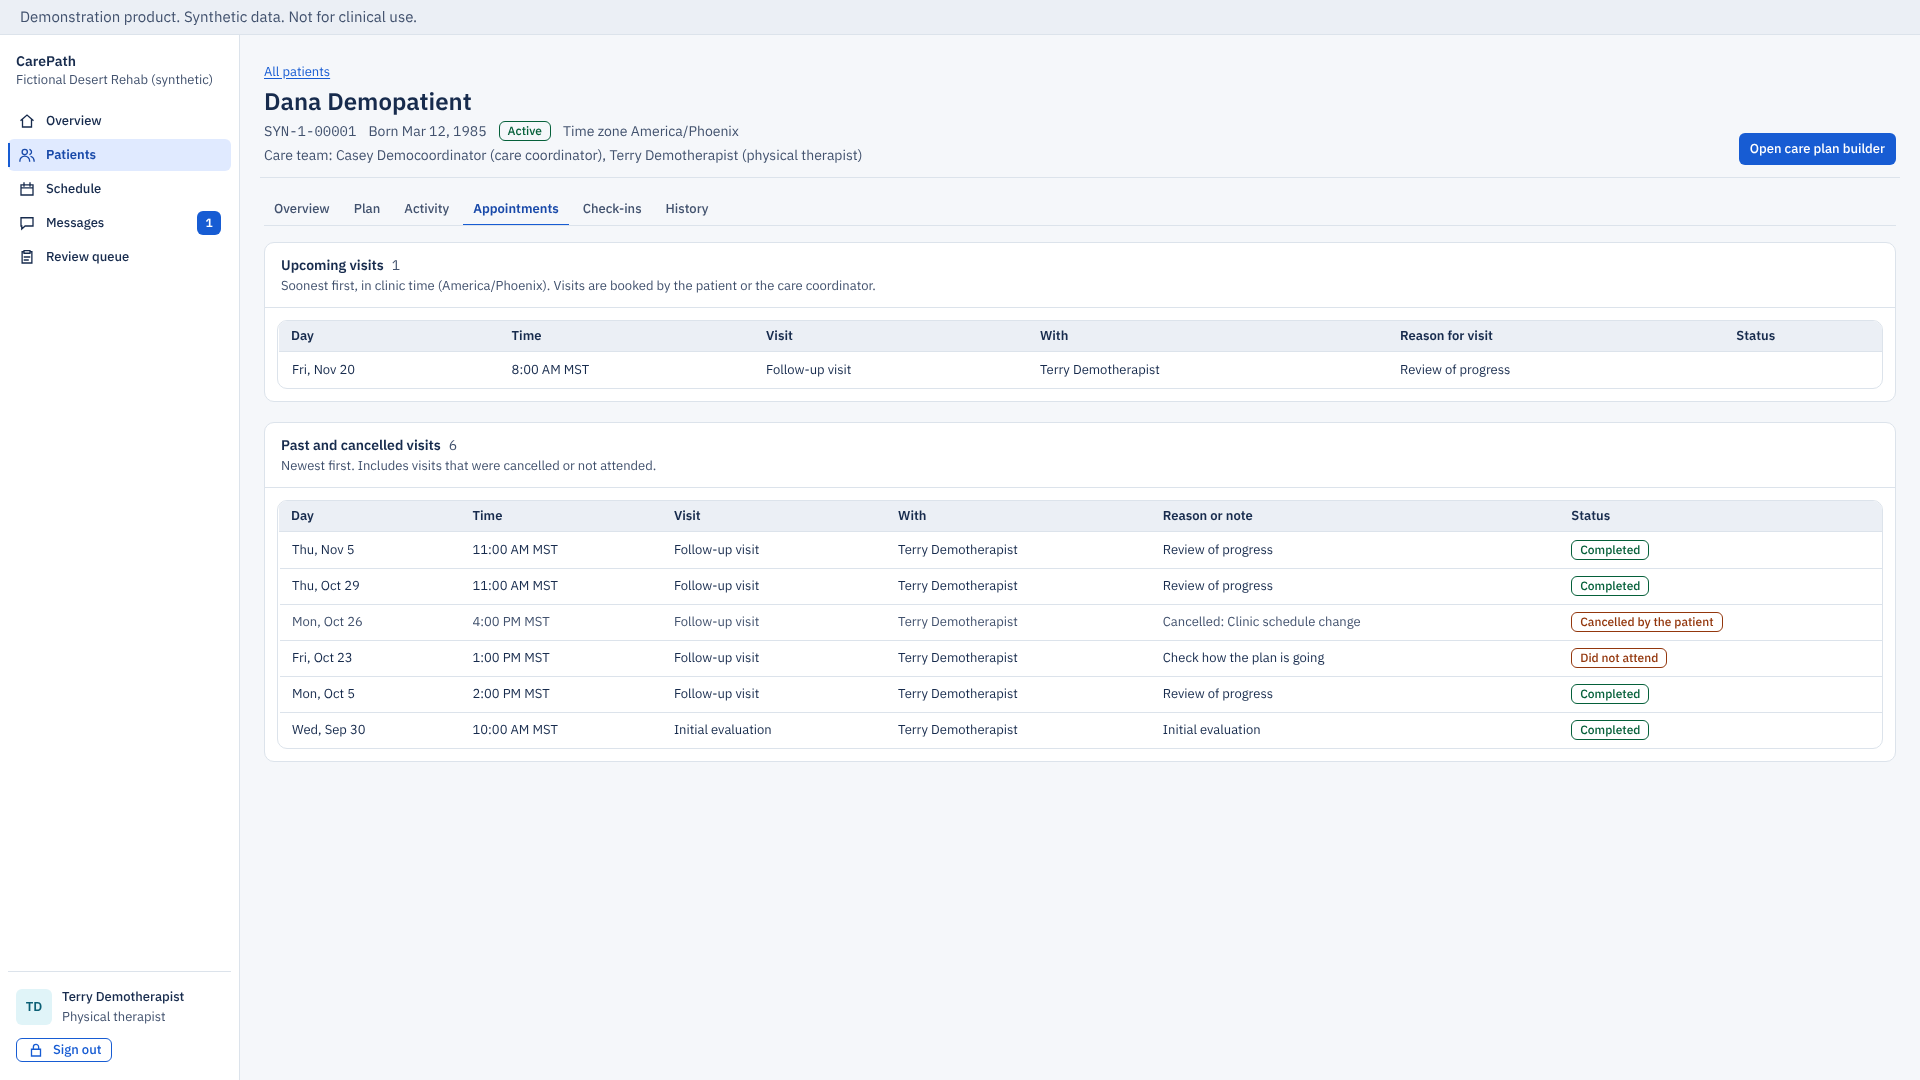 Demonstration product. Synthetic data. Not for clinical use.
CarePath
Fictional Desert Rehab (synthetic)
Overview
Patients
Schedule
Messages 1
Review queue
All patients
Dana Demopatient
SYN-1-00001 Born Mar 12, 1985 Active Time zone America/Phoenix
Care team: Casey Democoordinator (care coordinator), Terry Demotherapist (physical therapist)
Open care plan builder
Overview Plan Activity Appointments Check-ins History
Upcoming visits 1
Soonest first, in clinic time (America/Phoenix). Visits are booked by the patient or the care coordinator.
Day Time Visit With Reason for visit Status
Fri, Nov 20 8:00 AM MST Follow-up visit Terry Demotherapist Review of progress
Past and cancelled visits 6
Newest first. Includes visits that were cancelled or not attended.
Day Time Visit With Reason or note Status
Thu, Nov 5 11:00 AM MST Follow-up visit Terry Demotherapist Review of progress Completed
Thu, Oct 29 11:00 AM MST Follow-up visit Terry Demotherapist Review of progress Completed
Mon, Oct 26 4:00 PM MST Follow-up visit Terry Demotherapist Cancelled: Clinic schedule change Cancelled by the patient
Fri, Oct 23 1:00 PM MST Follow-up visit Terry Demotherapist Check how the plan is going Did not attend
Mon, Oct 5 2:00 PM MST Follow-up visit Terry Demotherapist Review of progress Completed
Wed, Sep 30 10:00 AM MST Initial evaluation Terry Demotherapist Initial evaluation Completed
TD
Terry Demotherapist
Physical therapist
Sign out